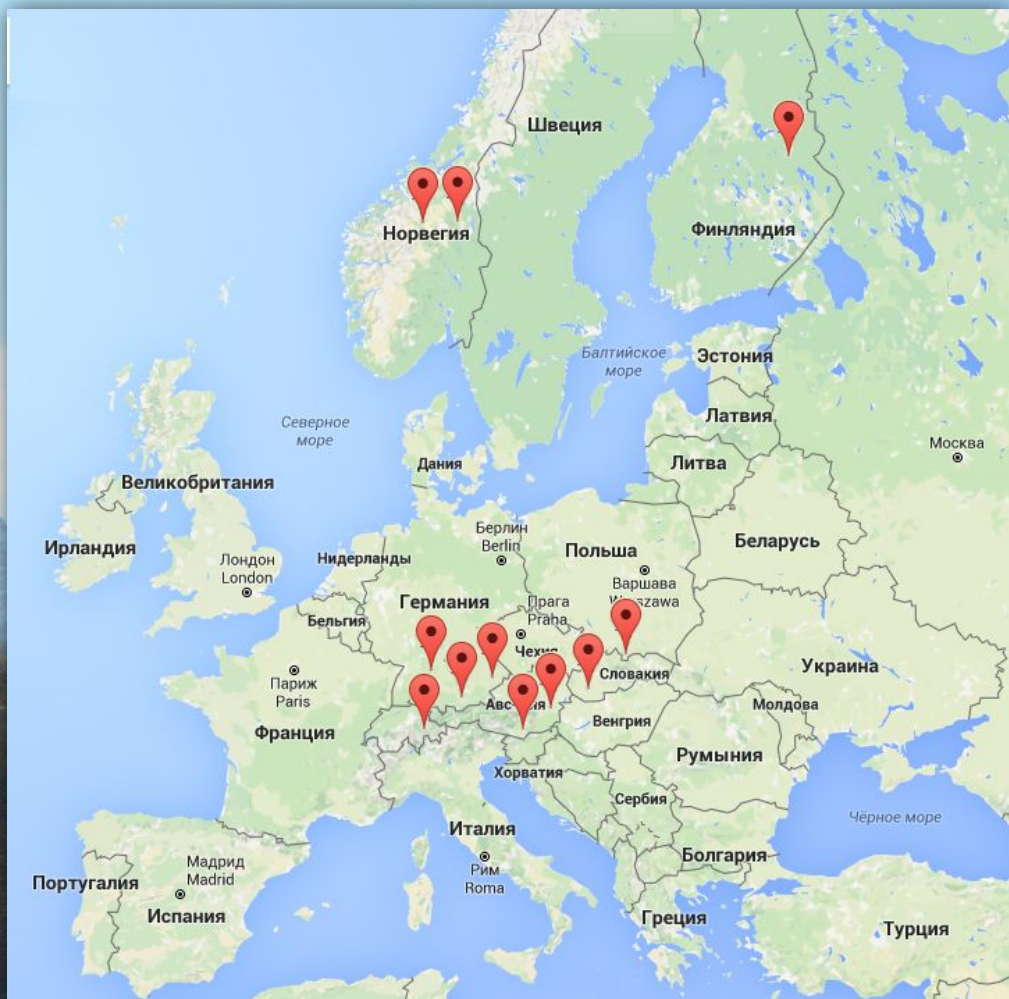 Швеция
Финляндия
Норвегия
Эстония
Балтийское
море
Латвия
Северное
море
Москва
Дания
Литва
Великобритания
Ирландия
Беларусь
Берлин
Berlin
Польша
Нидерланды
Лондон
London
Варшава
Warszawa
Германия
Прага
Praha
Бельгия
Чехия
Украина
Словакия
Париж
Paris
Австрия
Молдова
Венгрия
Франция
Румыния
Хорватия
Сербия
Чёрное море
Италия
Болгария
Мадрид
Madrid
Рим
Roma
Португалия
Испания
Греция
Турция